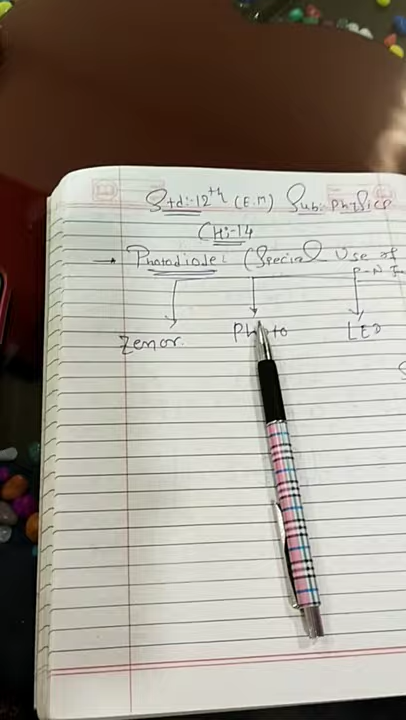 Std:-12th (E.M) Sub: Physics
CH:-14
→ Photodiode: (Special Use of
P-N
Zenor. Photo LED